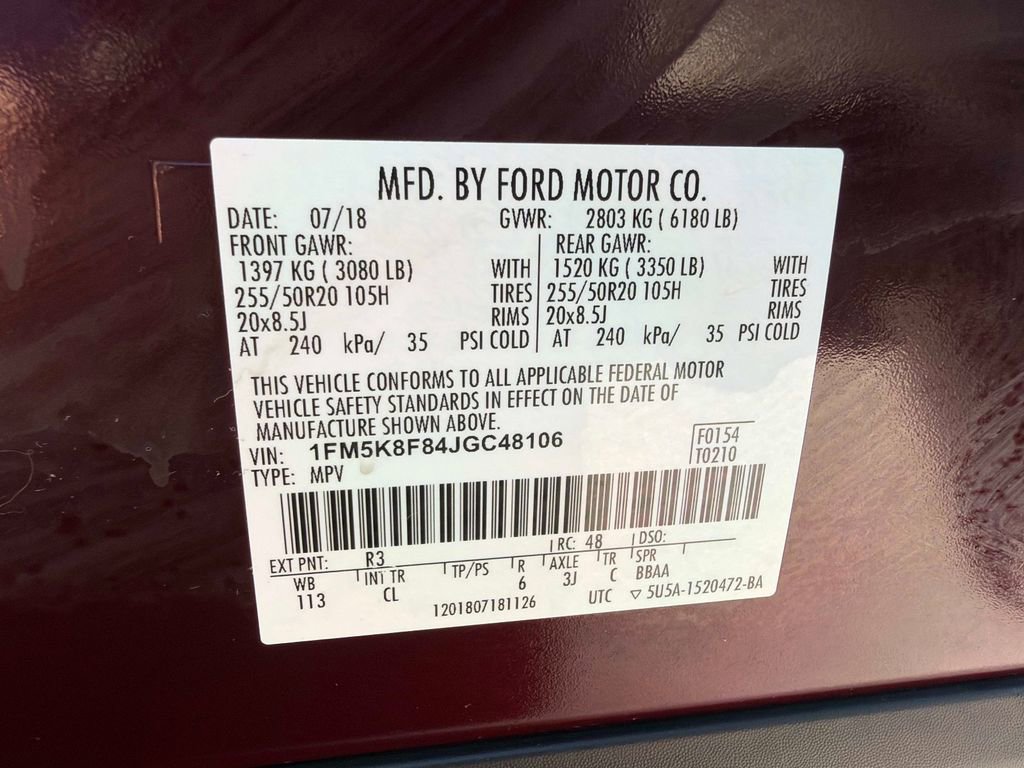 MFD. BY FORD MOTOR CO.
DATE: 07/18 GVWR: 2803 KG ( 6180 LB)
FRONT GAWR: REAR GAWR:
1397 KG ( 3080 LB) WITH 1520 KG ( 3350 LB) WITH
255/50R20 105H TIRES 255/50R20 105H TIRES
20x8.5J RIMS 20x8.5J RIMS
AT 240 kPa/ 35 PSI COLD AT 240 kPa/ 35 PSI COLD
THIS VEHICLE CONFORMS TO ALL APPLICABLE FEDERAL MOTOR
VEHICLE SAFETY STANDARDS IN EFFECT ON THE DATE OF
MANUFACTURE SHOWN ABOVE.
VIN: 1FM5K8F84JGC48106 F0154
TYPE: MPV T0210
EXT PNT: R3 RC: 48 DSO:
WB INT TR TP/PS R AXLE TR SPR
113 CL 6 3J C BBAA
1201807181126 UTC ▽ 5U5A-1520472-BA